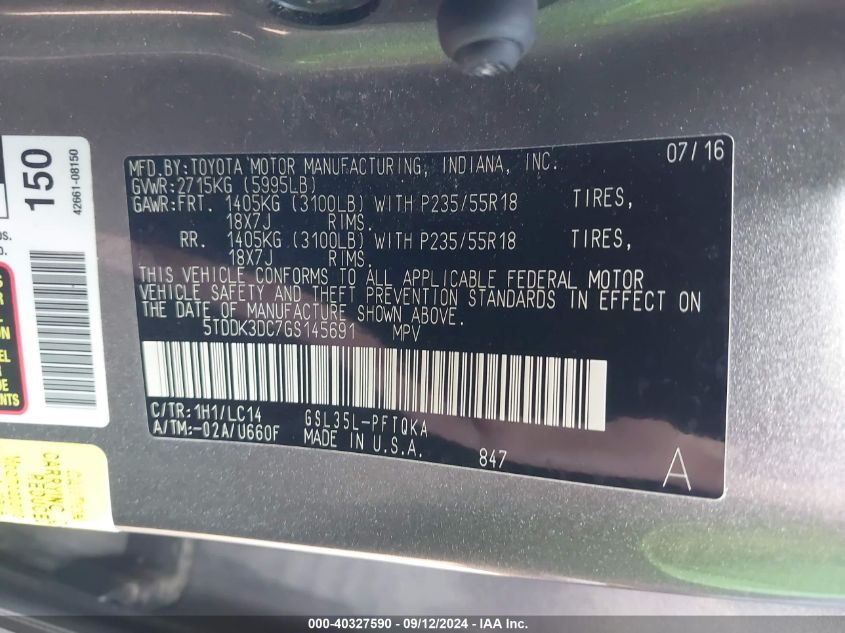 150
42661-08150
MFD.BY:TOYOTA MOTOR MANUFACTURING, INDIANA, INC. 07/16
GVWR:2715KG (5995LB)
GAWR:FRT. 1405KG (3100LB) WITH P235/55R18 TIRES,
18X7J RIMS.
RR. 1405KG (3100LB) WITH P235/55R18 TIRES,
18X7J RIMS.
THIS VEHICLE CONFORMS TO ALL APPLICABLE FEDERAL MOTOR
VEHICLE SAFETY AND THEFT PREVENTION STANDARDS IN EFFECT ON
THE DATE OF MANUFACTURE SHOWN ABOVE.
5TDDK3DC7GS145691 MPV
C/TR:1H1/LC14 GSL35L-PFTQKA
A/TM:-02A/U660F MADE IN U.S.A. 847 A
000-40327590 - 09/12/2024 - IAA Inc.